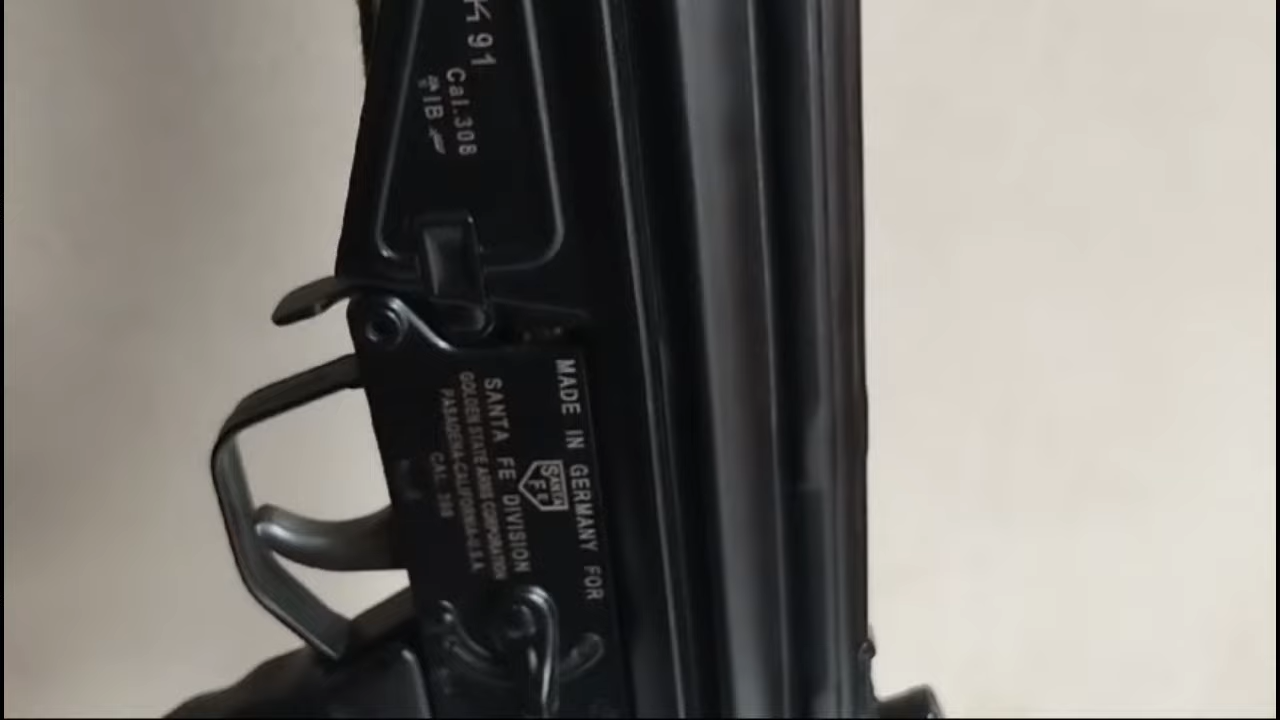 K 91
Cal.308
IB
MADE IN GERMANY FOR
SANTA
FE
SANTA FE DIVISION
GOLDEN STATE ARMS CORPORATION
PASADENA-CALIFORNIA-U.S.A.
CAL. 308